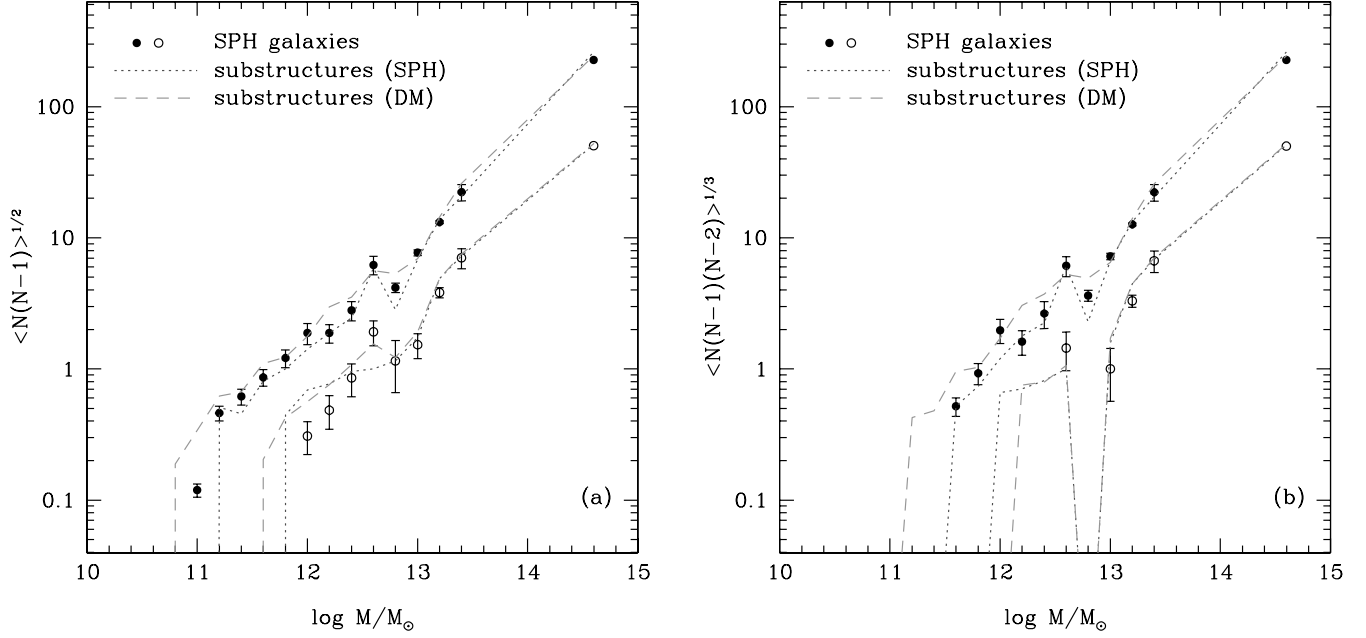 SPH galaxies
substructures (SPH)
substructures (DM)
<N(N−1)>^1/2
100
10
1
0.1
(a)
10 11 12 13 14 15
log M/M⊙
SPH galaxies
substructures (SPH)
substructures (DM)
<N(N−1)(N−2)>^1/3
100
10
1
0.1
(b)
10 11 12 13 14 15
log M/M⊙